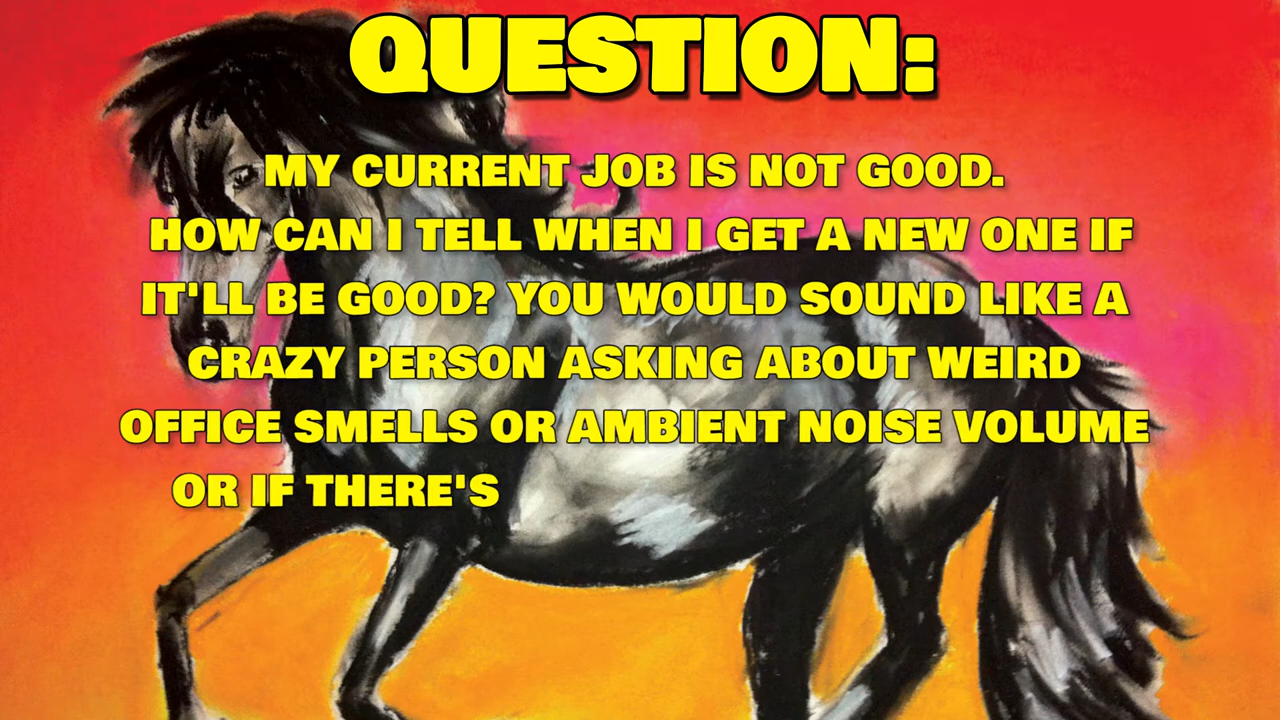 QUESTION:
MY CURRENT JOB IS NOT GOOD.
HOW CAN I TELL WHEN I GET A NEW ONE IF
IT'LL BE GOOD? YOU WOULD SOUND LIKE A
CRAZY PERSON ASKING ABOUT WEIRD
OFFICE SMELLS OR AMBIENT NOISE VOLUME
OR IF THERE'S